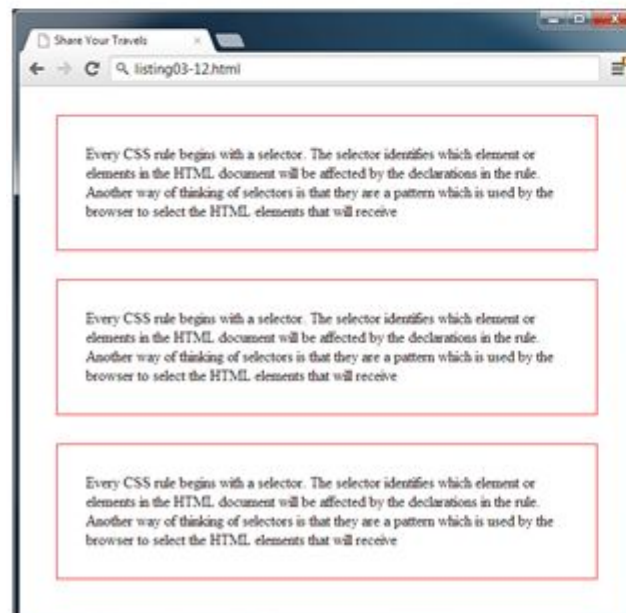 Share Your Travels
listing03-12.html
Every CSS rule begins with a selector. The selector identifies which element or
elements in the HTML document will be affected by the declarations in the rule.
Another way of thinking of selectors is that they are a pattern which is used by the
browser to select the HTML elements that will receive
Every CSS rule begins with a selector. The selector identifies which element or
elements in the HTML document will be affected by the declarations in the rule.
Another way of thinking of selectors is that they are a pattern which is used by the
browser to select the HTML elements that will receive
Every CSS rule begins with a selector. The selector identifies which element or
elements in the HTML document will be affected by the declarations in the rule.
Another way of thinking of selectors is that they are a pattern which is used by the
browser to select the HTML elements that will receive